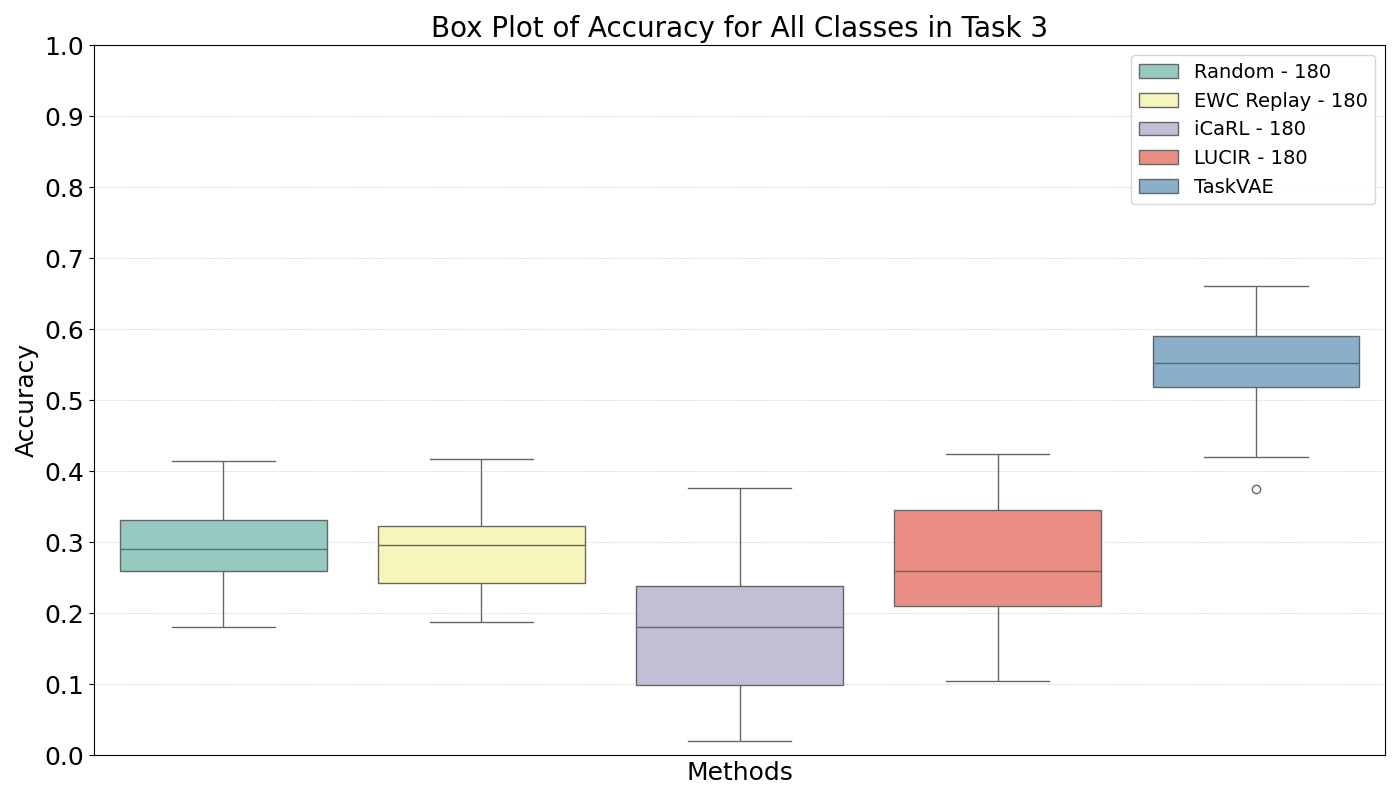 Box Plot of Accuracy for All Classes in Task 3
1.0
0.9
0.8
0.7
0.6
0.5
0.4
0.3
0.2
0.1
0.0
Accuracy
Methods
Random - 180
EWC Replay - 180
iCaRL - 180
LUCIR - 180
TaskVAE